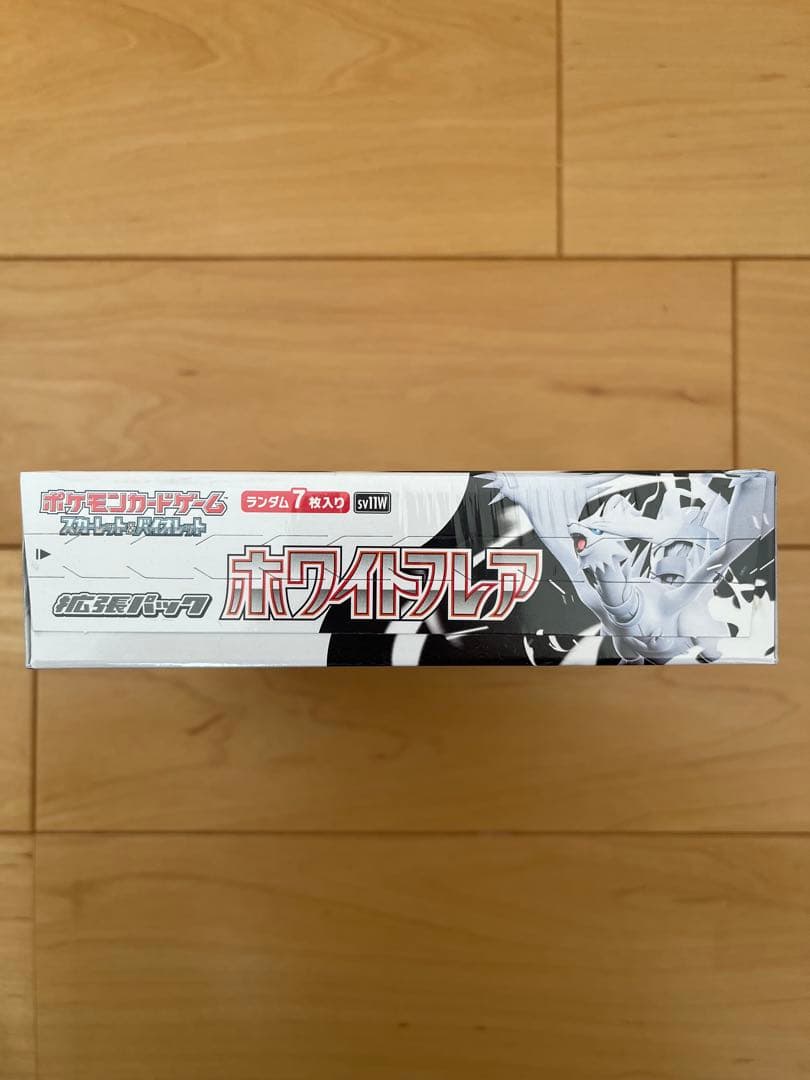 ポケモンカードゲーム
スカーレット&バイオレット
ランダム7枚入り sv11W
拡張パック
ホワイトフレア